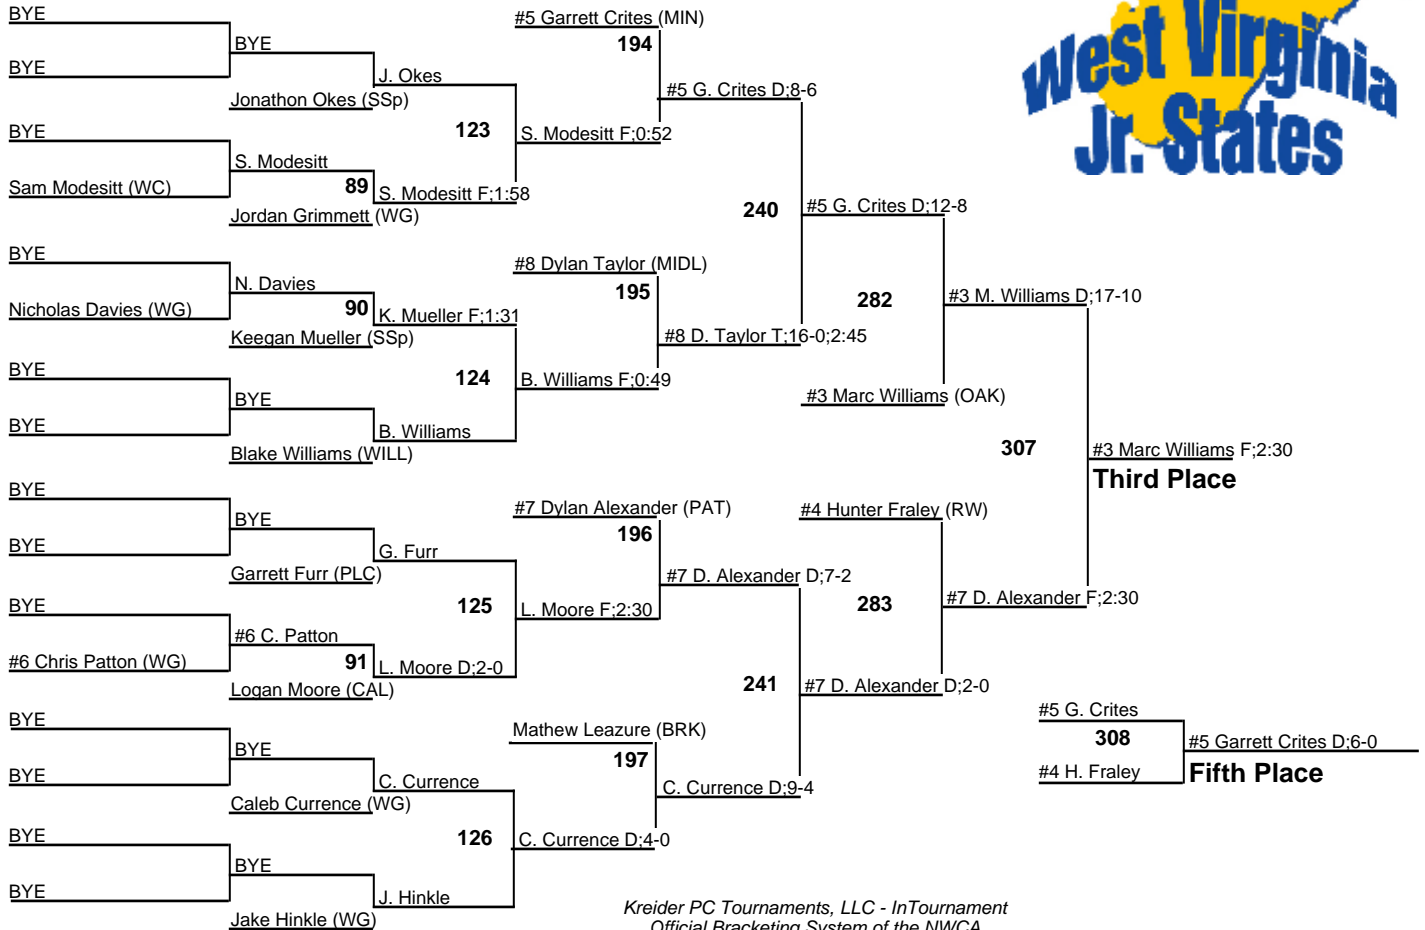 BYE
BYE
BYE
Jonathon Okes (SSp)
J. Okes
BYE
Sam Modesitt (WC)
S. Modesitt
89
Jordan Grimmett (WG)
S. Modesitt F;1:58
123
S. Modesitt F;0:52
#5 Garrett Crites (MIN)
194
#5 G. Crites D;8-6
BYE
Nicholas Davies (WG)
N. Davies
90
Keegan Mueller (SSp)
K. Mueller F;1:31
BYE
BYE
BYE
Blake Williams (WILL)
B. Williams
124
B. Williams F;0:49
#8 Dylan Taylor (MIDL)
195
#8 D. Taylor T;16-0;2:45
240
#5 G. Crites D;12-8
282
#3 Marc Williams (OAK)
#3 M. Williams D;17-10
BYE
BYE
BYE
Garrett Furr (PLC)
G. Furr
BYE
#6 Chris Patton (WG)
#6 C. Patton
91
Logan Moore (CAL)
L. Moore D;2-0
125
L. Moore F;2:30
#7 Dylan Alexander (PAT)
196
#7 D. Alexander D;7-2
BYE
BYE
BYE
Caleb Currence (WG)
C. Currence
BYE
BYE
BYE
Jake Hinkle (WG)
J. Hinkle
126
C. Currence D;4-0
Mathew Leazure (BRK)
197
C. Currence D;9-4
241
#7 D. Alexander D;2-0
#4 Hunter Fraley (RW)
283
#7 D. Alexander F;2:30
307
#3 Marc Williams F;2:30
Third Place
#5 G. Crites
308
#4 H. Fraley
#5 Garrett Crites D;6-0
Fifth Place
West Virginia
Jr. States
Kreider PC Tournaments, LLC - InTournament
Official Bracketing System of the NWCA